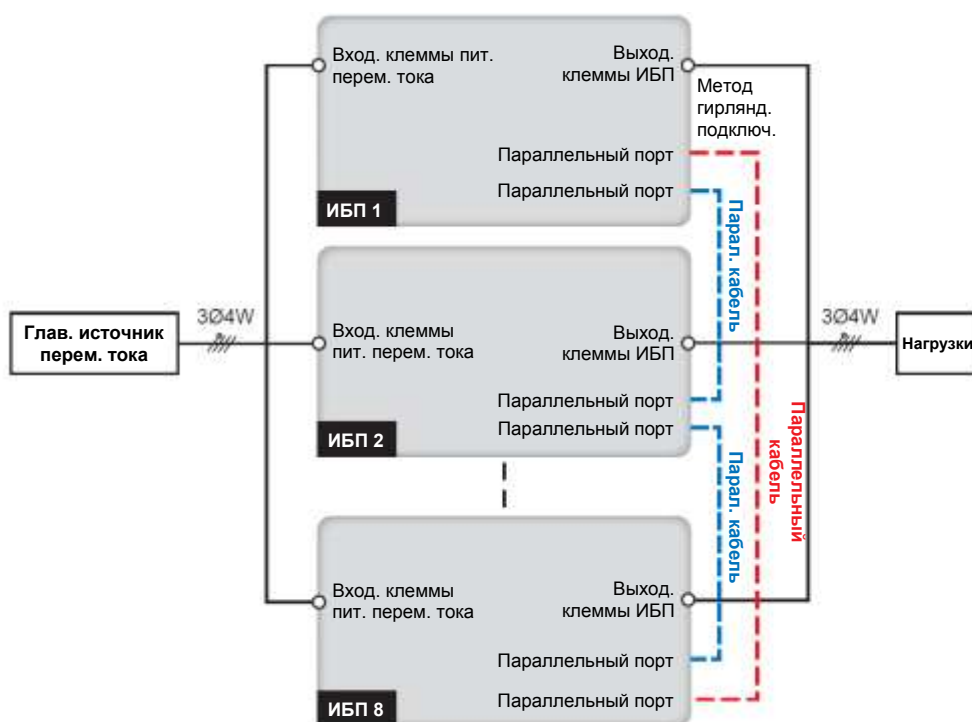 Вход. клеммы пит.
перем. тока
Выход.
клеммы ИБП
Метод
гирлянд.
подключ.
Параллельный порт
Параллельный порт
ИБП 1
Парал. кабель
Глав. источник
перем. тока
3Ø4W
Вход. клеммы
пит. перем. тока
Выход.
клеммы ИБП
3Ø4W
Нагрузки
Параллельный порт
Параллельный порт
ИБП 2
Параллельный
кабель
Парал. кабель
Вход. клеммы
пит. перем. тока
Выход.
клеммы ИБП
Параллельный порт
Параллельный порт
ИБП 8